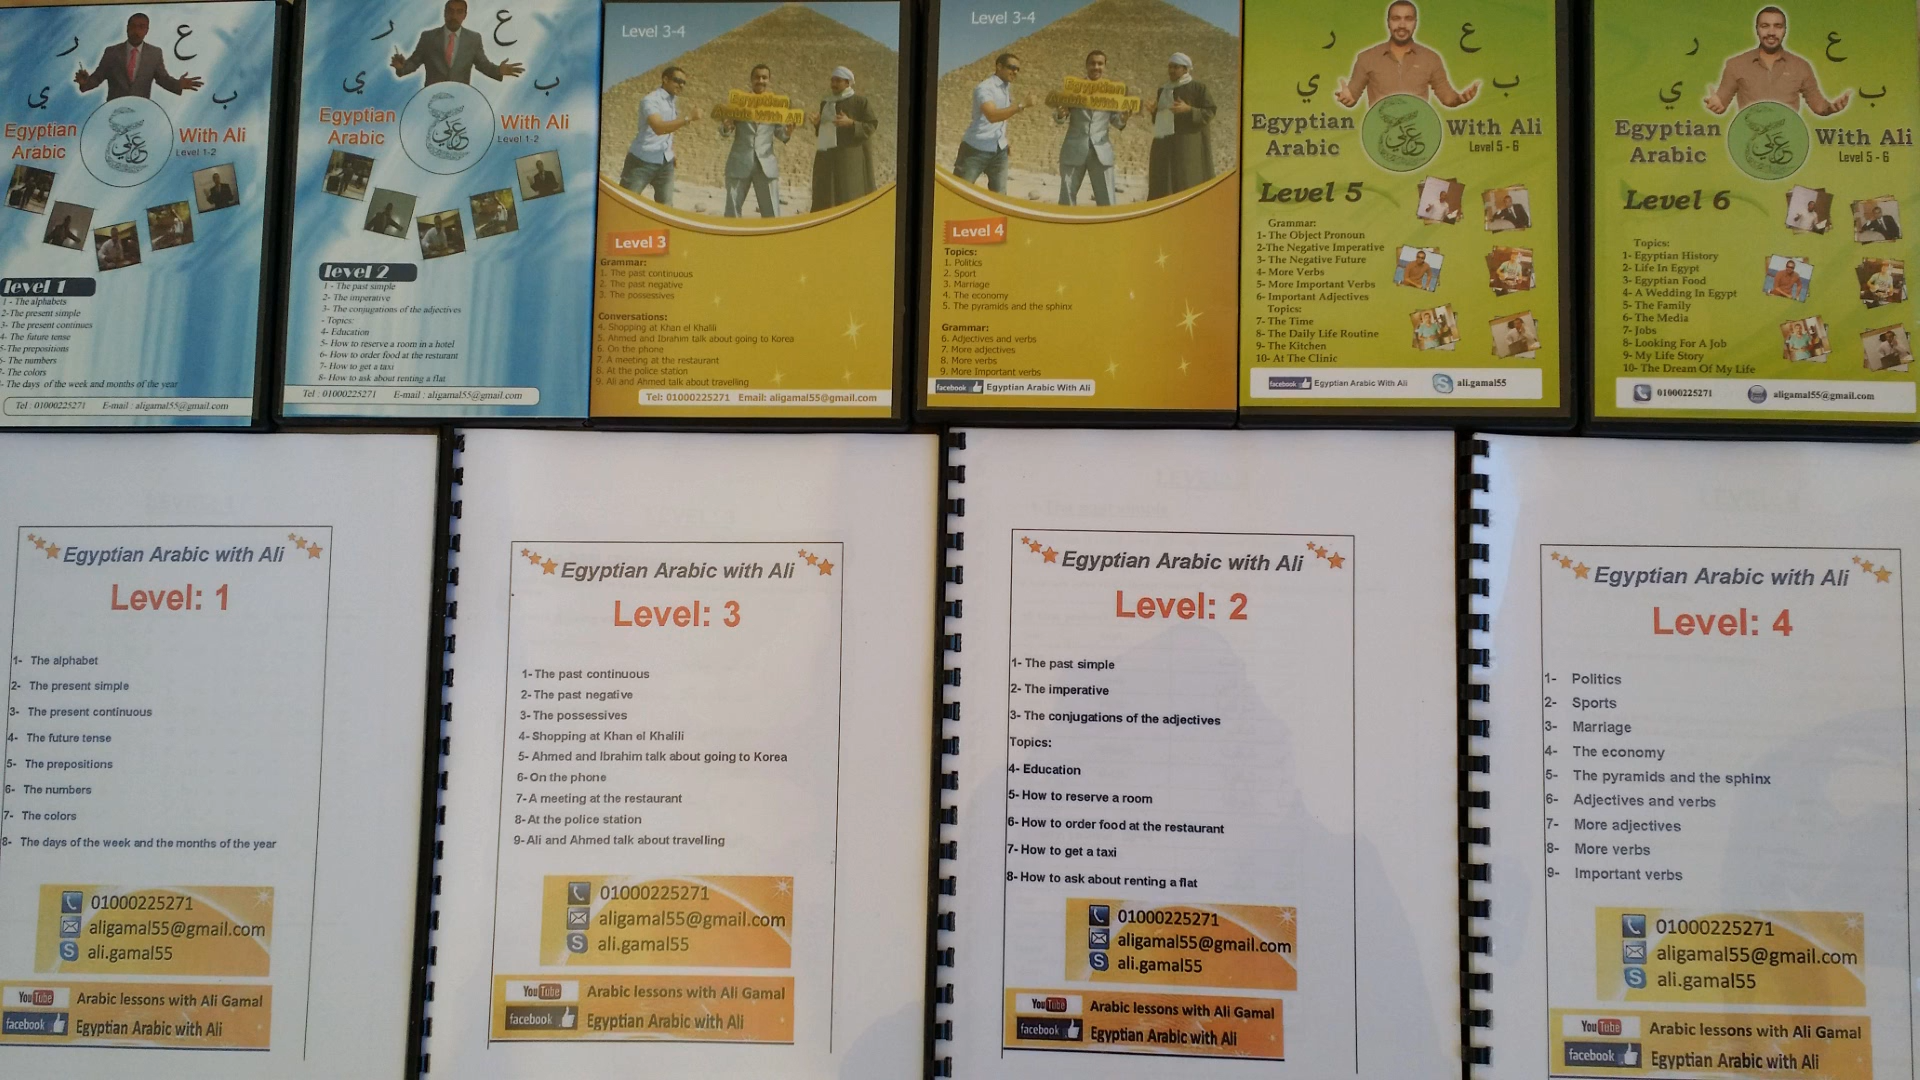 ر
ع
ي
ب
Egyptian
Arabic
With Ali
Level 1-2
level 1
1 - The alphabets
2-The present simple
3- The present continues
4- The future tense
5-The prepositions
6- The numbers
7- The colors
8- The days of the week and months of the year
Tel : 01000225271 E-mail : aligamal55@gmail.com
ر
ع
ي
ب
Egyptian
Arabic
With Ali
Level 1-2
level 2
1 - The past simple
2- The imperative
3- The conjugations of the adjectives
- Topics:
4- Education
5- How to reserve a room in a hotel
6- How to order food at the resturant
7- How to get a taxi
8- How to ask about renting a flat
Tel : 01000225271 E-mail : aligamal55@gmail.com
Level 3-4
Egyptian
Arabic With Ali
Level 3
Grammar:
1. The past continuous
2. The past negative
3. The possessives
Conversations:
4. Shopping at Khan el Khalili
5. Ahmed and Ibrahim talk about going to Korea
6. On the phone
7. A meeting at the restaurant
8. At the police station
9. Ali and Ahmed talk about travelling
Tel: 01000225271 Email: aligamal55@gmail.com
Level 3-4
Egyptian
Arabic With Ali
Level 4
Topics:
1. Politics
2. Sport
3. Marriage
4. The economy
5. The pyramids and the sphinx
Grammar:
6. Adjectives and verbs
7. More adjectives
8. More verbs
9. More Important verbs
facebook Egyptian Arabic With Ali
ر
ع
ي
ب
Egyptian
Arabic
With Ali
Level 5 - 6
Level 5
Grammar:
1- The Object Pronoun
2-The Negative Imperative
3- The Negative Future
4- More Verbs
5- More Important Verbs
6- Important Adjectives
Topics:
7- The Time
8- The Daily Life Routine
9- The Kitchen
10- At The Clinic
facebook Egyptian Arabic With Ali ali.gamal55
ر
ع
ي
ب
Egyptian
Arabic
With Ali
Level 5 - 6
Level 6
Topics:
1- Egyptian History
2- Life In Egypt
3- Egyptian Food
4- A Wedding In Egypt
5- The Family
6- The Media
7- Jobs
8- Looking For A Job
9- My Life Story
10- The Dream Of My Life
01000225271 aligamal55@gmail.com
Egyptian Arabic with Ali
Level: 1
1- The alphabet
2- The present simple
3- The present continuous
4- The future tense
5- The prepositions
6- The numbers
7- The colors
8- The days of the week and the months of the year
01000225271
aligamal55@gmail.com
ali.gamal55
YouTube Arabic lessons with Ali Gamal
facebook Egyptian Arabic with Ali
Egyptian Arabic with Ali
Level: 3
1- The past continuous
2- The past negative
3- The possessives
4- Shopping at Khan el Khalili
5- Ahmed and Ibrahim talk about going to Korea
6- On the phone
7- A meeting at the restaurant
8- At the police station
9- Ali and Ahmed talk about travelling
01000225271
aligamal55@gmail.com
ali.gamal55
YouTube Arabic lessons with Ali Gamal
facebook Egyptian Arabic with Ali
Egyptian Arabic with Ali
Level: 2
1- The past simple
2- The imperative
3- The conjugations of the adjectives
Topics:
4- Education
5- How to reserve a room
6- How to order food at the restaurant
7- How to get a taxi
8- How to ask about renting a flat
01000225271
aligamal55@gmail.com
ali.gamal55
YouTube Arabic lessons with Ali Gamal
facebook Egyptian Arabic with Ali
Egyptian Arabic with Ali
Level: 4
1- Politics
2- Sports
3- Marriage
4- The economy
5- The pyramids and the sphinx
6- Adjectives and verbs
7- More adjectives
8- More verbs
9- Important verbs
01000225271
aligamal55@gmail.com
ali.gamal55
YouTube Arabic lessons with Ali Gamal
facebook Egyptian Arabic with Ali